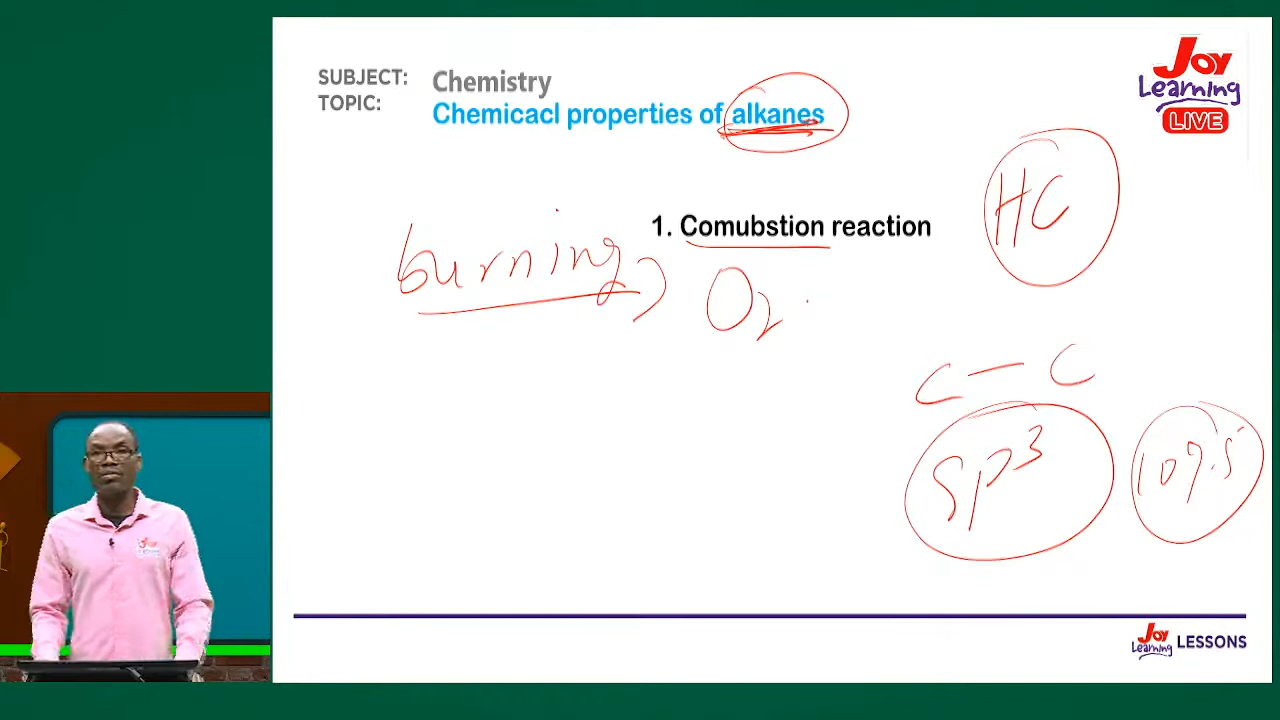 SUBJECT: Chemistry
TOPIC: Chemicacl properties of alkanes
Joy
Learning
LIVE
HC
1. Comubstion reaction
burning
O2
C - C
SP3
109.5
Joy
Learning LESSONS